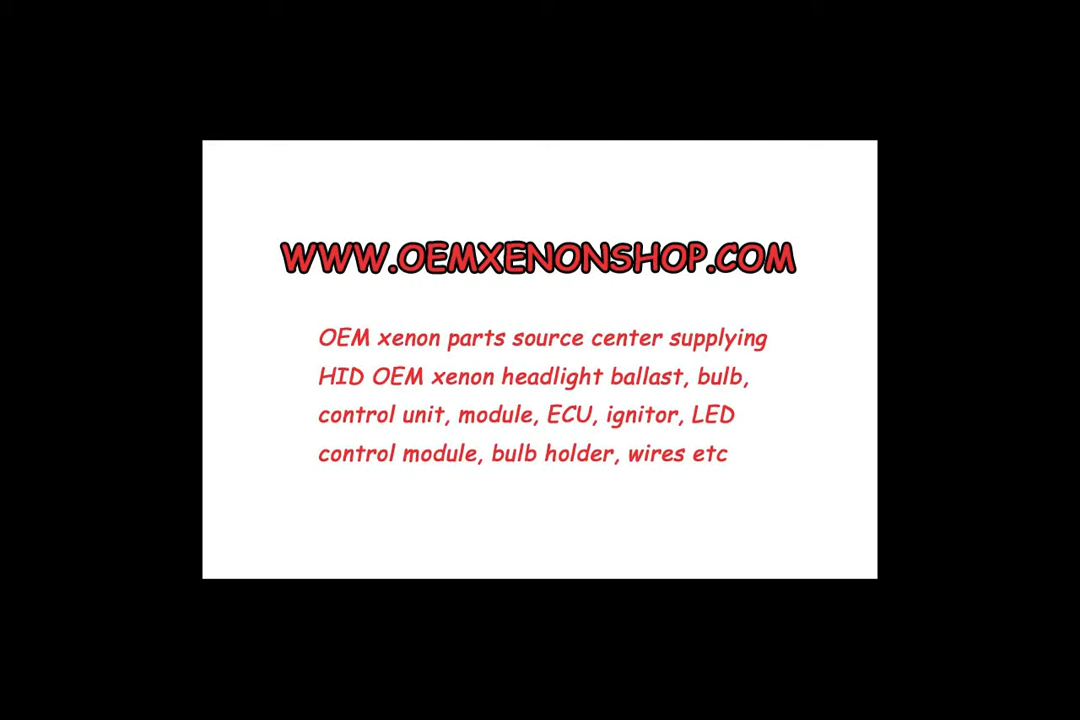 WWW.OEMXENONSHOP.COM
OEM xenon parts source center supplying
HID OEM xenon headlight ballast, bulb,
control unit, module, ECU, ignitor, LED
control module, bulb holder, wires etc